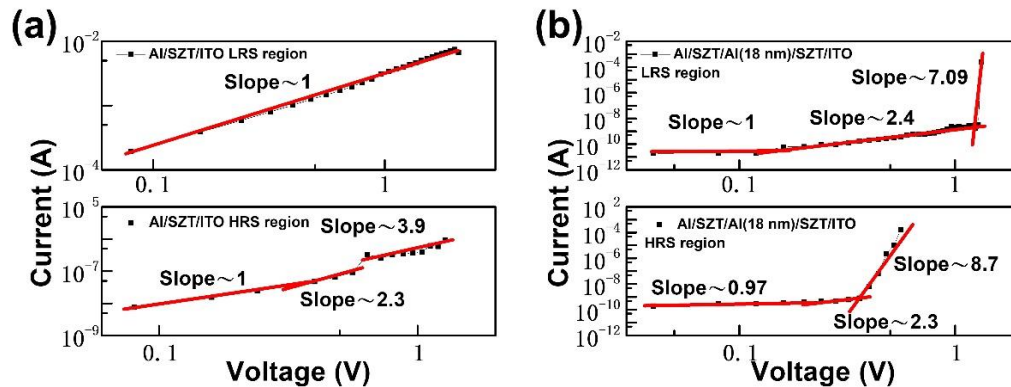 (a)
Current (A)
10-2
10-4
Al/SZT/ITO LRS region
Slope~1
0.1
1
10-5
10-7
10-9
Al/SZT/ITO HRS region
Slope~3.9
Slope~1
Slope~2.3
0.1
1
Voltage (V)
(b)
Current (A)
10-2
10-4
10-6
10-8
10-10
10-12
Al/SZT/Al(18 nm)/SZT/ITO
LRS region
Slope~7.09
Slope~1
Slope~2.4
0.1
1
10-2
10-4
10-6
10-8
10-10
10-12
Al/SZT/Al(18 nm)/SZT/ITO
HRS region
Slope~8.7
Slope~0.97
Slope~2.3
0.1
1
Voltage (V)